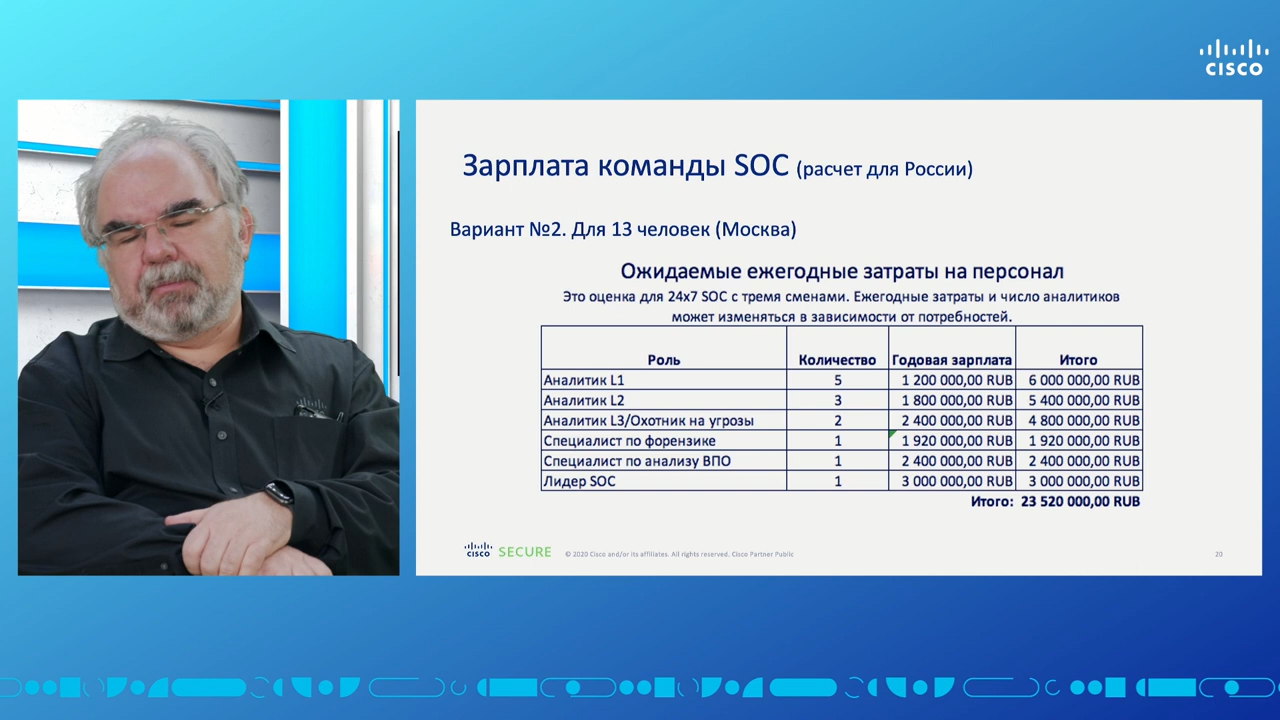 CISCO
Зарплата команды SOC (расчет для России)
Вариант №2. Для 13 человек (Москва)
Ожидаемые ежегодные затраты на персонал
Это оценка для 24x7 SOC с тремя сменами. Ежегодные затраты и число аналитиков
может изменяться в зависимости от потребностей.
Роль Количество Годовая зарплата Итого
Аналитик L1 5 1 200 000,00 RUB 6 000 000,00 RUB
Аналитик L2 3 1 800 000,00 RUB 5 400 000,00 RUB
Аналитик L3/Охотник на угрозы 2 2 400 000,00 RUB 4 800 000,00 RUB
Специалист по форензике 1 1 920 000,00 RUB 1 920 000,00 RUB
Специалист по анализу ВПО 1 2 400 000,00 RUB 2 400 000,00 RUB
Лидер SOC 1 3 000 000,00 RUB 3 000 000,00 RUB
Итого: 23 520 000,00 RUB
CISCO SECURE © 2020 Cisco and/or its affiliates. All rights reserved. Cisco Partner Public 20